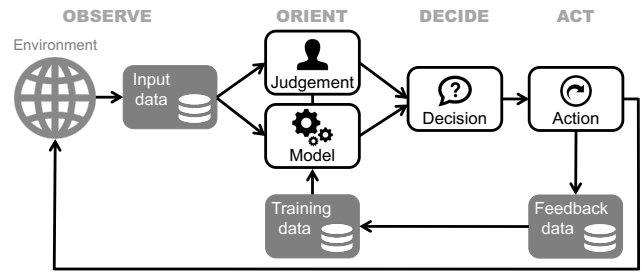 OBSERVE
ORIENT
DECIDE
ACT
Environment
Input
data
Judgement
Model
?
Decision
Action
Training
data
Feedback
data